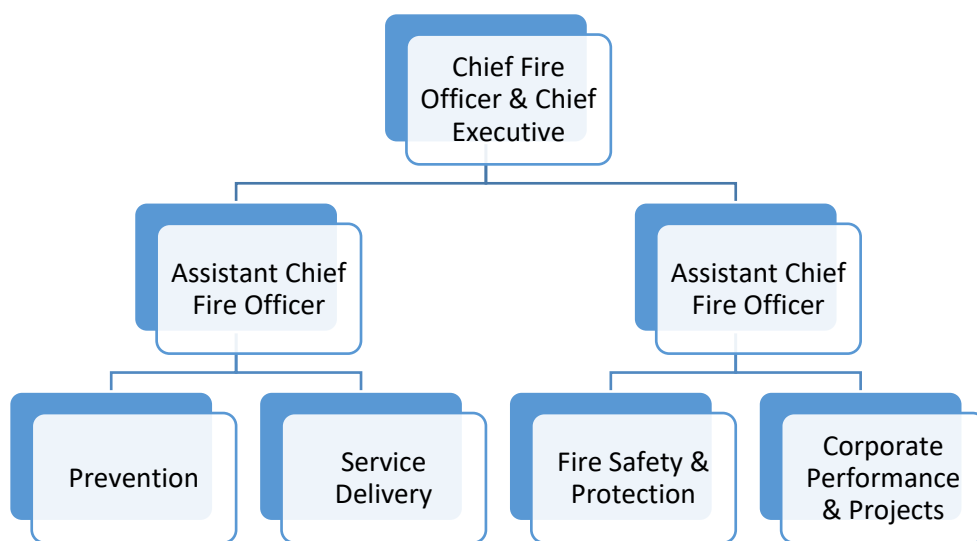 Chief Fire
Officer & Chief
Executive
Assistant Chief
Fire Officer
Assistant Chief
Fire Officer
Prevention
Service
Delivery
Fire Safety &
Protection
Corporate
Performance
& Projects